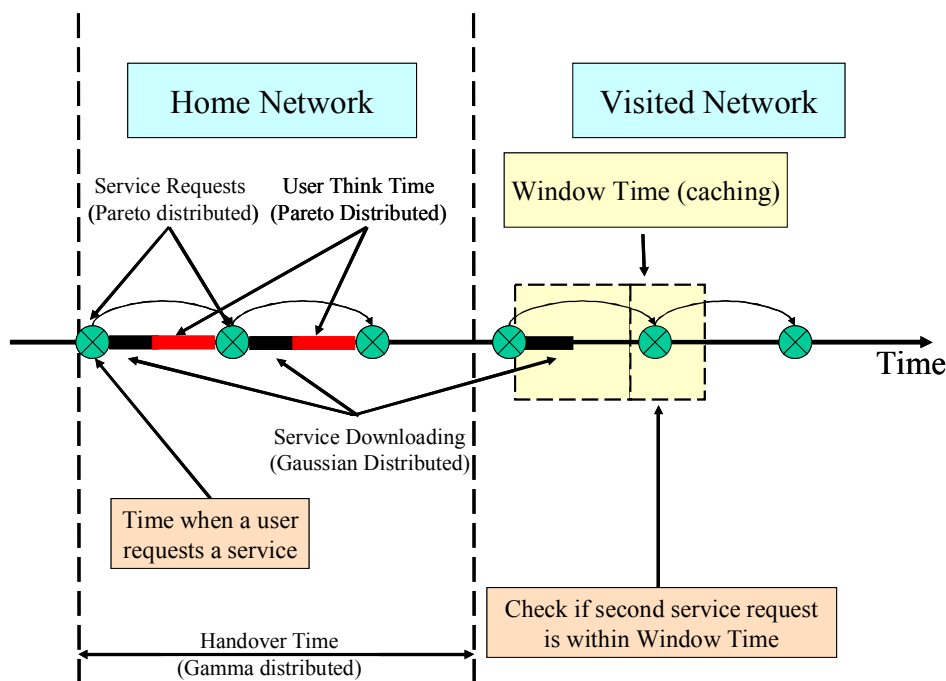 Home Network
Visited Network
Service Requests
(Pareto distributed)
User Think Time
(Pareto Distributed)
Window Time (caching)
Time
Service Downloading
(Gaussian Distributed)
Time when a user
requests a service
Check if second service request
is within Window Time
Handover Time
(Gamma distributed)